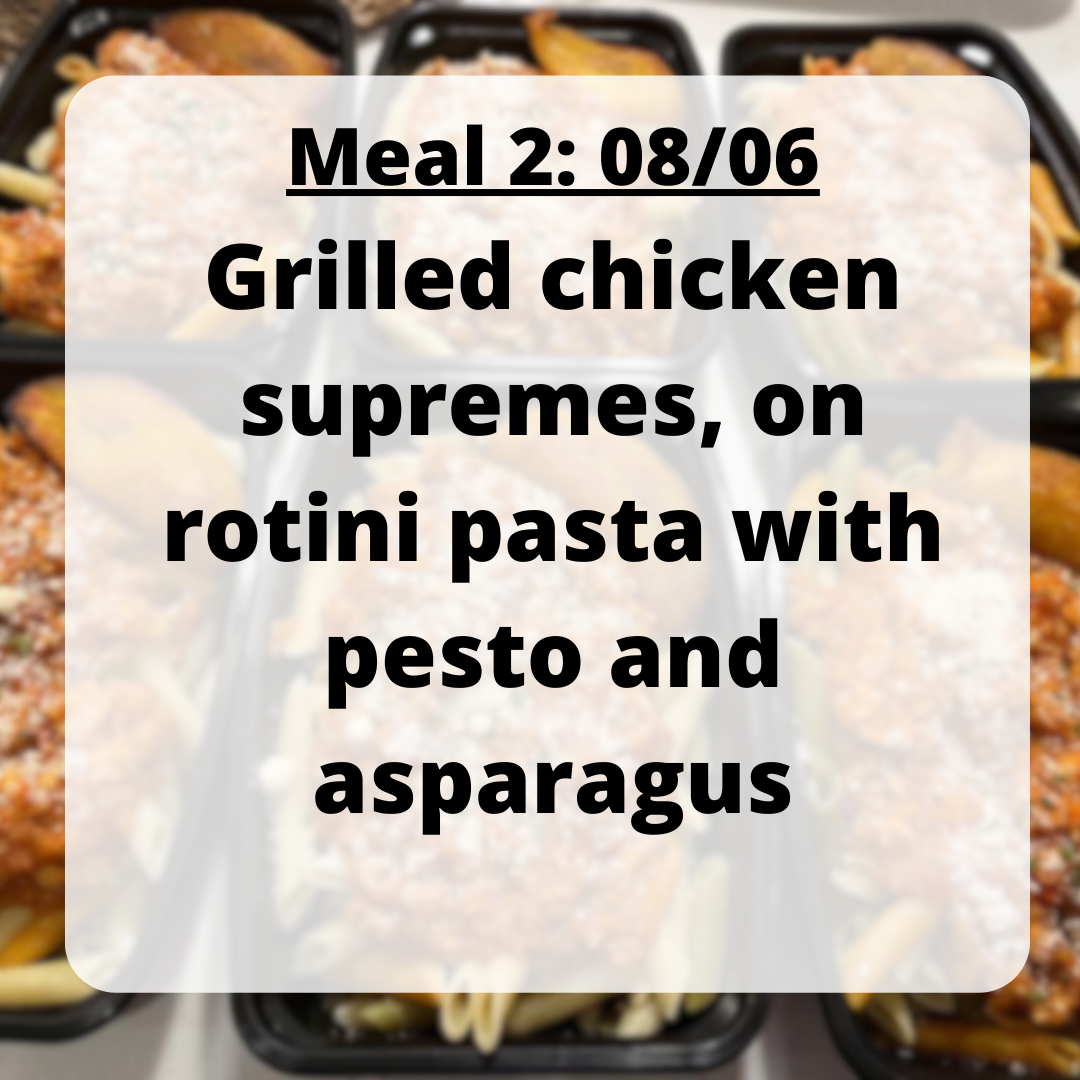 Meal 2: 08/06
Grilled chicken
supremes, on
rotini pasta with
pesto and
asparagus